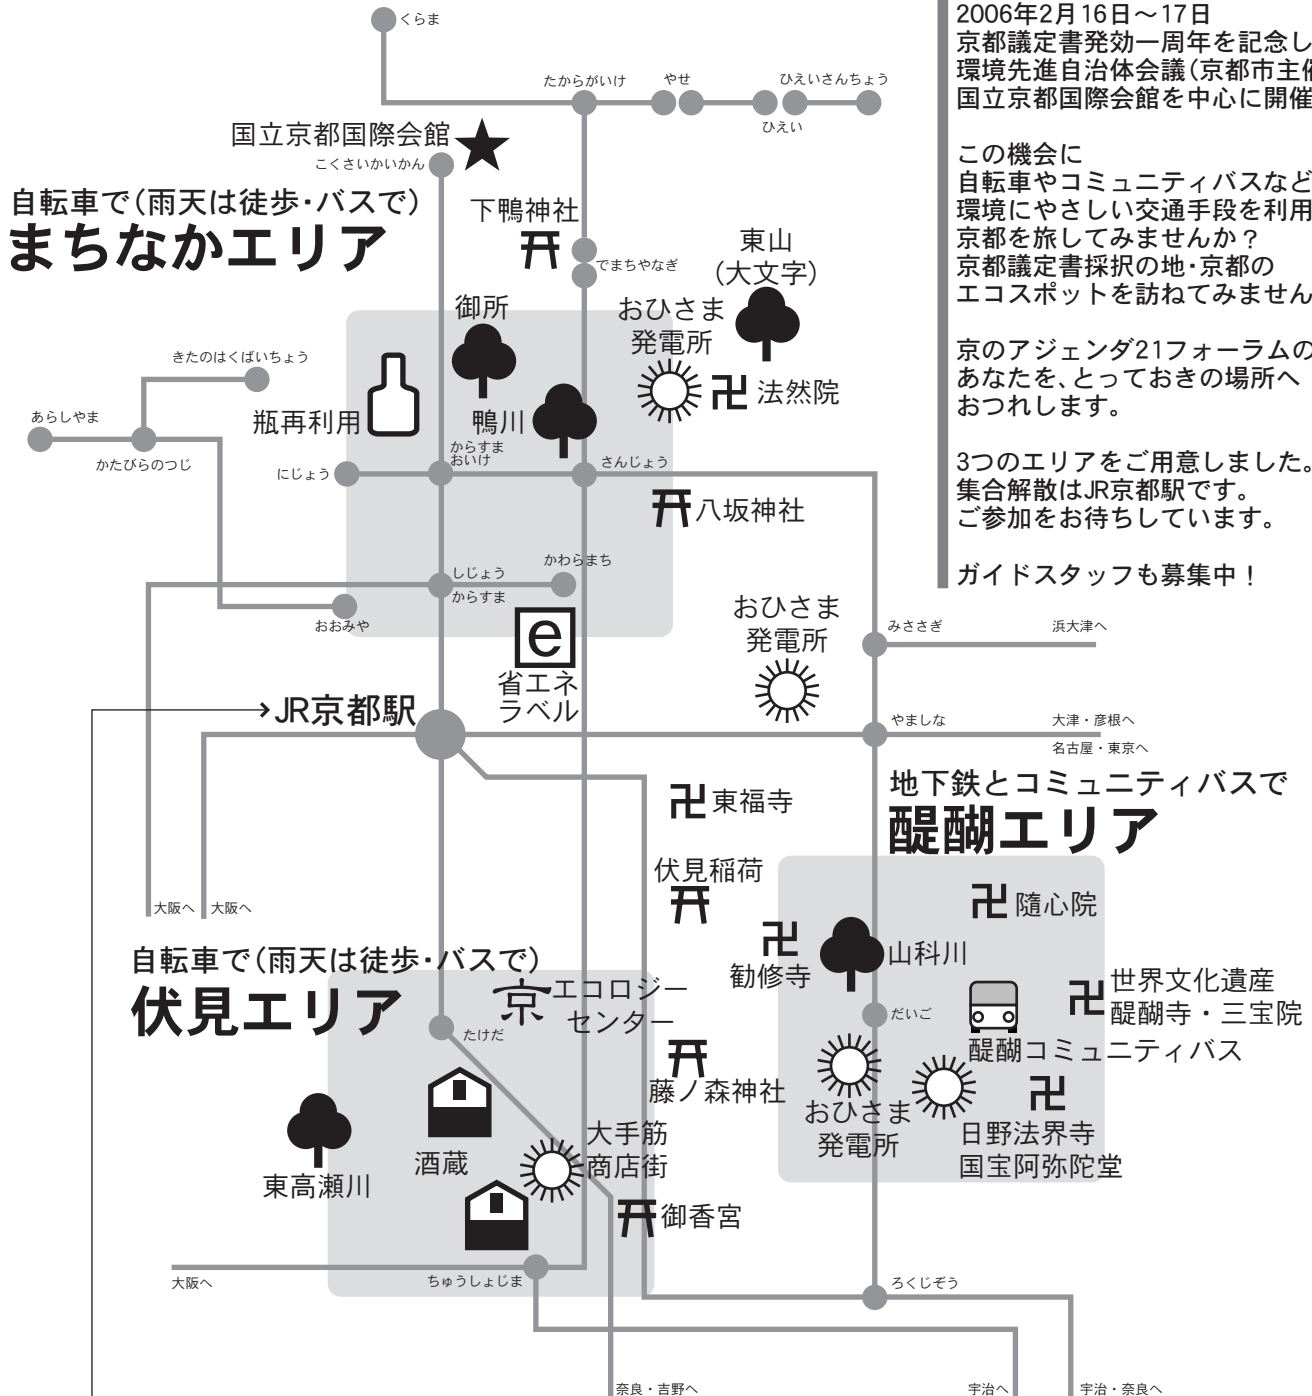 くらま
たからがいけ
やせ
ひえいさんちょう
ひえい
国立京都国際会館
こくさいかいかん
自転車で（雨天は徒歩・バスで）
まちなかエリア
下鴨神社
でまちやなぎ
東山
（大文字）
御所
おひさま
発電所
法然院
きたのはくばいちょう
瓶再利用
鴨川
あらしやま
かたびらのつじ
にじょう
からすま
おいけ
さんじょう
八坂神社
かわらまち
しじょう
からすま
おおみや
e
省エネ
ラベル
おひさま
発電所
みささぎ
浜大津へ
JR京都駅
やましな
大津・彦根へ
名古屋・東京へ
地下鉄とコミュニティバスで
醍醐エリア
東福寺
伏見稲荷
大阪へ
大阪へ
隨心院
勧修寺
山科川
世界文化遺産
醍醐寺・三宝院
だいご
醍醐コミュニティバス
おひさま
発電所
日野法界寺
国宝阿弥陀堂
自転車で（雨天は徒歩・バスで）
伏見エリア
京
エコロジー
センター
たけだ
藤ノ森神社
東高瀬川
酒蔵
大手筋
商店街
御香宮
大阪へ
ちゅうしょじま
ろくじぞう
奈良・吉野へ
宇治へ
宇治・奈良へ
2006年2月16日〜17日
京都議定書発効一周年を記念し
環境先進自治体会議（京都市主催
国立京都国際会館を中心に開催
この機会に
自転車やコミュニティバスなど
環境にやさしい交通手段を利用
京都を旅してみませんか？
京都議定書採択の地・京都の
エコスポットを訪ねてみません
京のアジェンダ21フォーラムの
あなたを、とっておきの場所へ
おつれします。
3つのエリアをご用意しました。
集合解散はJR京都駅です。
ご参加をお待ちしています。
ガイドスタッフも募集中！